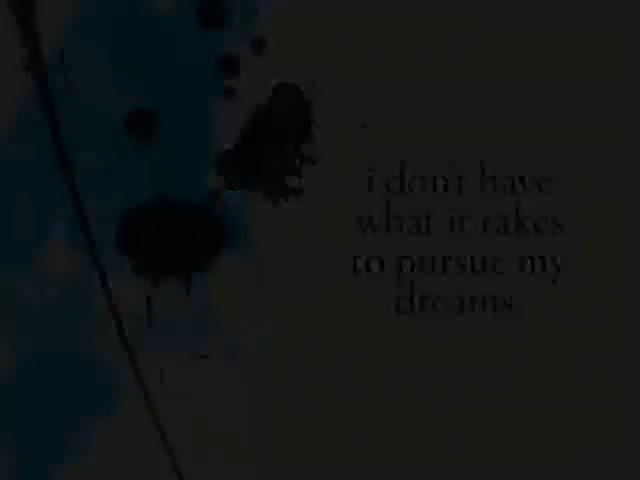 i don't have
what it takes
to pursue my
dreams